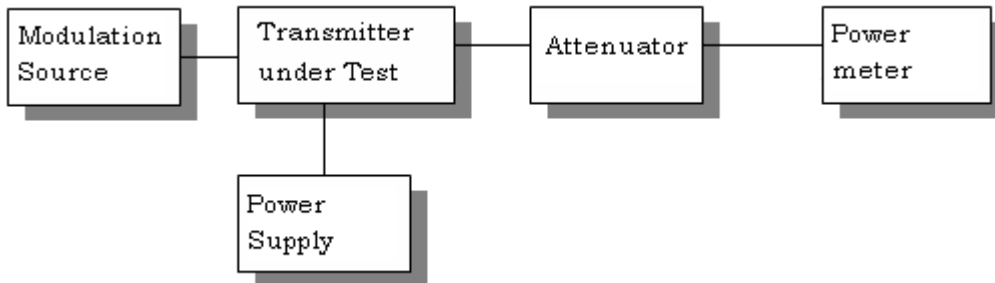 Modulation
Source
Transmitter
under Test
Attenuator
Power
meter
Power
Supply